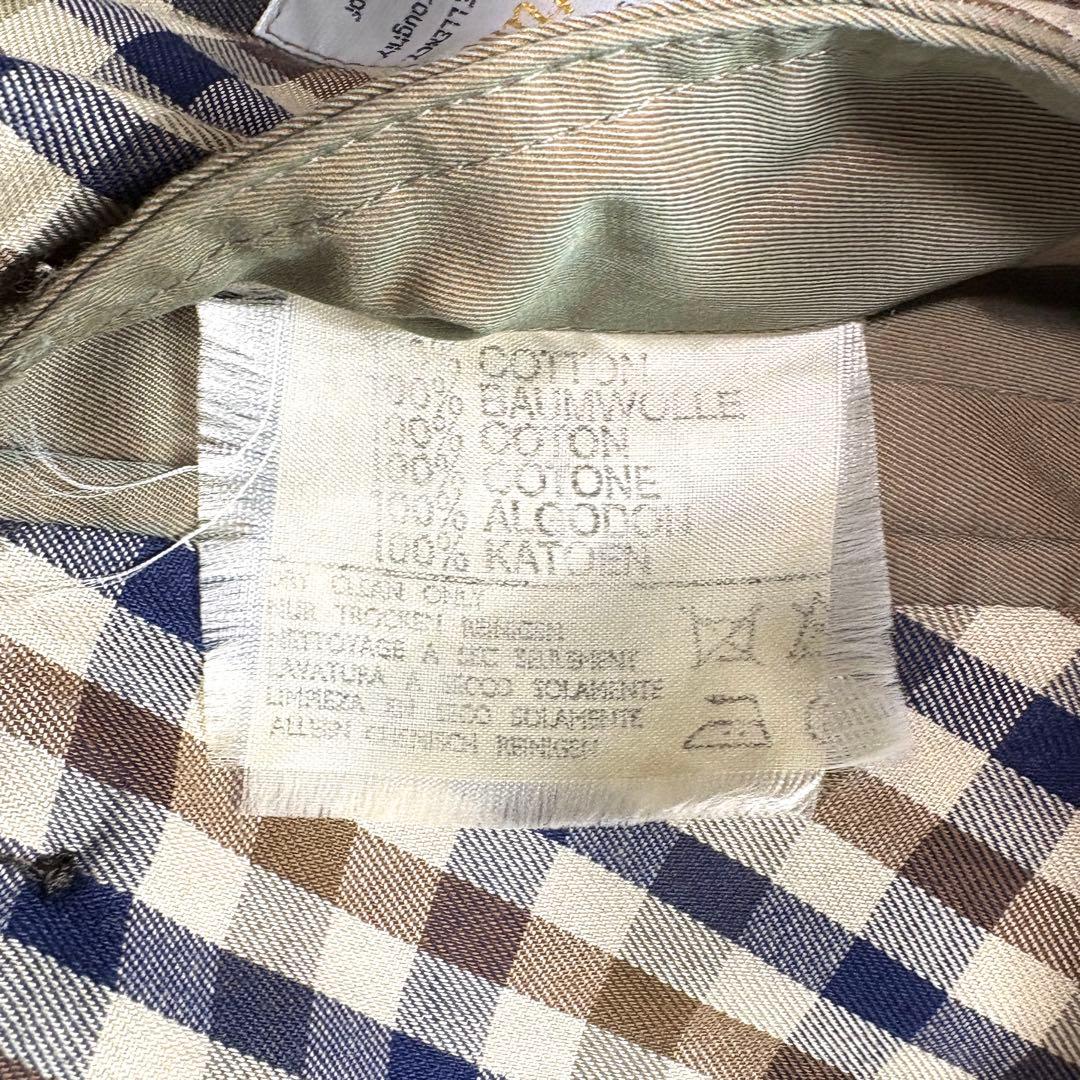 COTTON
100% BAUMWOLLE
100% COTON
100% COTONE
100% ALGODON
100% KATOEN
CLEAN ONLY
NUR TROCKEN REINIGEN
NETTOYAGE A SEC SEULEMENT
LAVATURA A SECCO SOLAMENTE
LIMPIEZA EN SECO SOLAMENTE
ALLEEN CHEMISCH REINIGEN